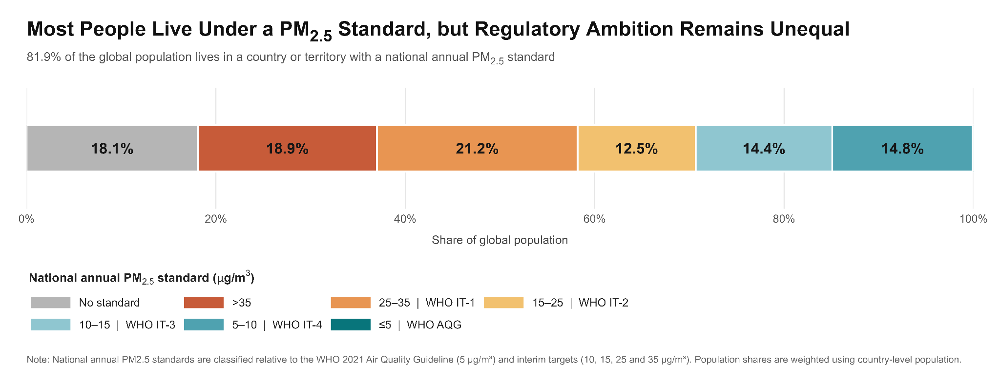 Most People Live Under a PM2.5 Standard, but Regulatory Ambition Remains Unequal
81.9% of the global population lives in a country or territory with a national annual PM2.5 standard
18.1% 18.9% 21.2% 12.5% 14.4% 14.8%
0% 20% 40% 60% 80% 100%
Share of global population
National annual PM2.5 standard (µg/m³)
No standard >35 25–35 | WHO IT-1 15–25 | WHO IT-2
10–15 | WHO IT-3 5–10 | WHO IT-4 ≤5 | WHO AQG
Note: National annual PM2.5 standards are classified relative to the WHO 2021 Air Quality Guideline (5 µg/m³) and interim targets (10, 15, 25 and 35 µg/m³). Population shares are weighted using country-level population.